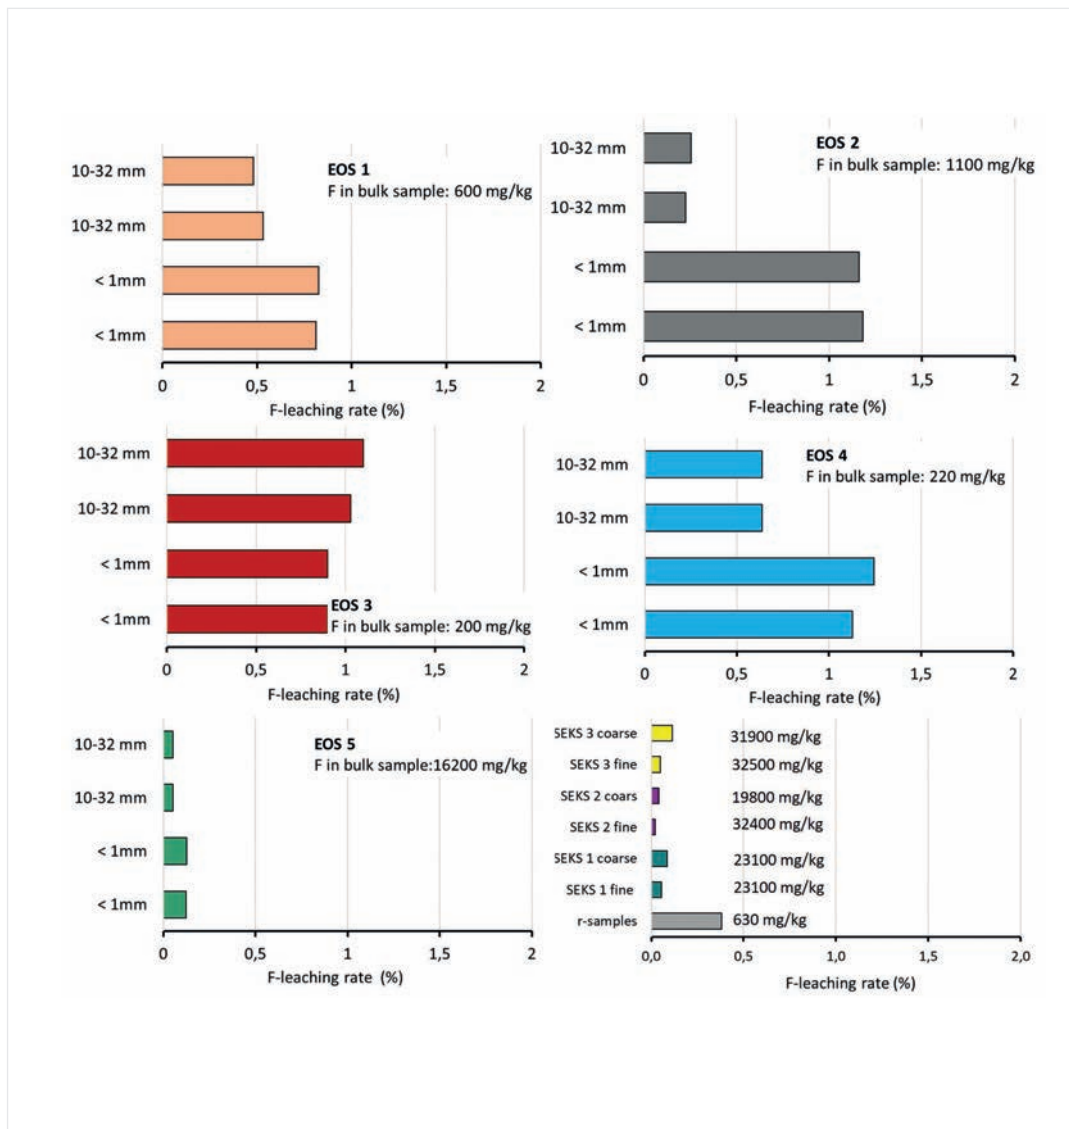 10-32 mm
10-32 mm
< 1mm
< 1mm
EOS 1
F in bulk sample: 600 mg/kg
0 0,5 1 1,5 2
F-leaching rate (%)
10-32 mm
10-32 mm
< 1mm
< 1mm
EOS 2
F in bulk sample: 1100 mg/kg
0 0,5 1 1,5 2
F-leaching rate (%)
10-32 mm
10-32 mm
< 1mm
< 1mm
EOS 3
F in bulk sample: 200 mg/kg
0 0,5 1 1,5 2
F-leaching rate (%)
10-32 mm
10-32 mm
< 1mm
< 1mm
EOS 4
F in bulk sample: 220 mg/kg
0 0,5 1 1,5 2
F-leaching rate (%)
10-32 mm
10-32 mm
< 1mm
< 1mm
EOS 5
F in bulk sample:16200 mg/kg
0 0,5 1 1,5 2
F-leaching rate (%)
SEKS 3 coarse 31900 mg/kg
SEKS 3 fine 32500 mg/kg
SEKS 2 coars 19800 mg/kg
SEKS 2 fine 32400 mg/kg
SEKS 1 coarse 23100 mg/kg
SEKS 1 fine 23100 mg/kg
r-samples 630 mg/kg
0,0 0,5 1,0 1,5 2,0
F-leaching rate (%)